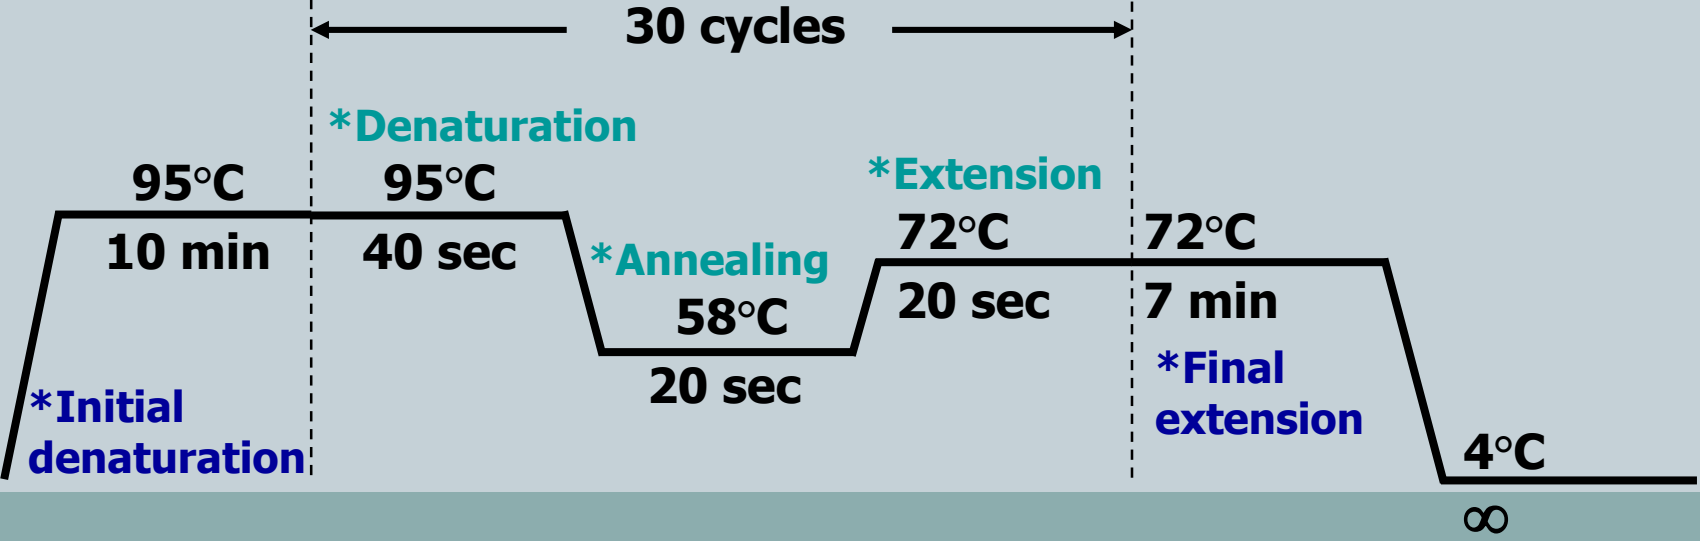 30 cycles
*Denaturation
95°C
95°C
*Extension
72°C
72°C
10 min
40 sec
*Annealing
58°C
20 sec
7 min
20 sec
*Initial
denaturation
*Final
extension
4°C
∞